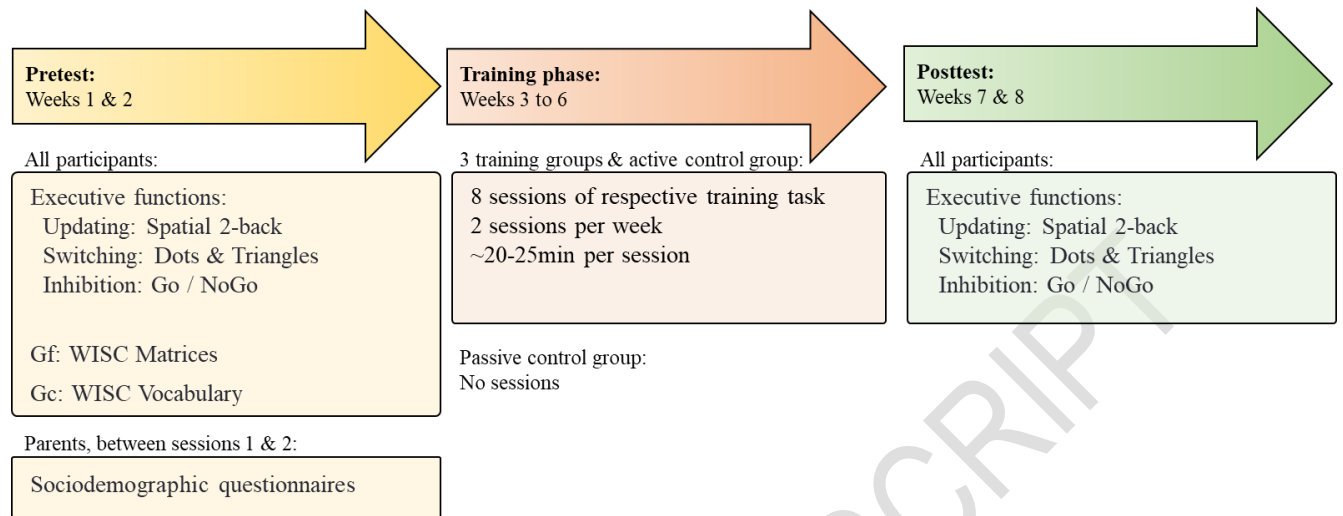 Pretest:
Weeks 1 & 2
All participants:
Executive functions:
Updating: Spatial 2-back
Switching: Dots & Triangles
Inhibition: Go / NoGo
Gf: WISC Matrices
Gc: WISC Vocabulary
Parents, between sessions 1 & 2:
Sociodemographic questionnaires
Training phase:
Weeks 3 to 6
3 training groups & active control group:
8 sessions of respective training task
2 sessions per week
~20-25min per session
Passive control group:
No sessions
Posttest:
Weeks 7 & 8
All participants:
Executive functions:
Updating: Spatial 2-back
Switching: Dots & Triangles
Inhibition: Go / NoGo
SCRIPT